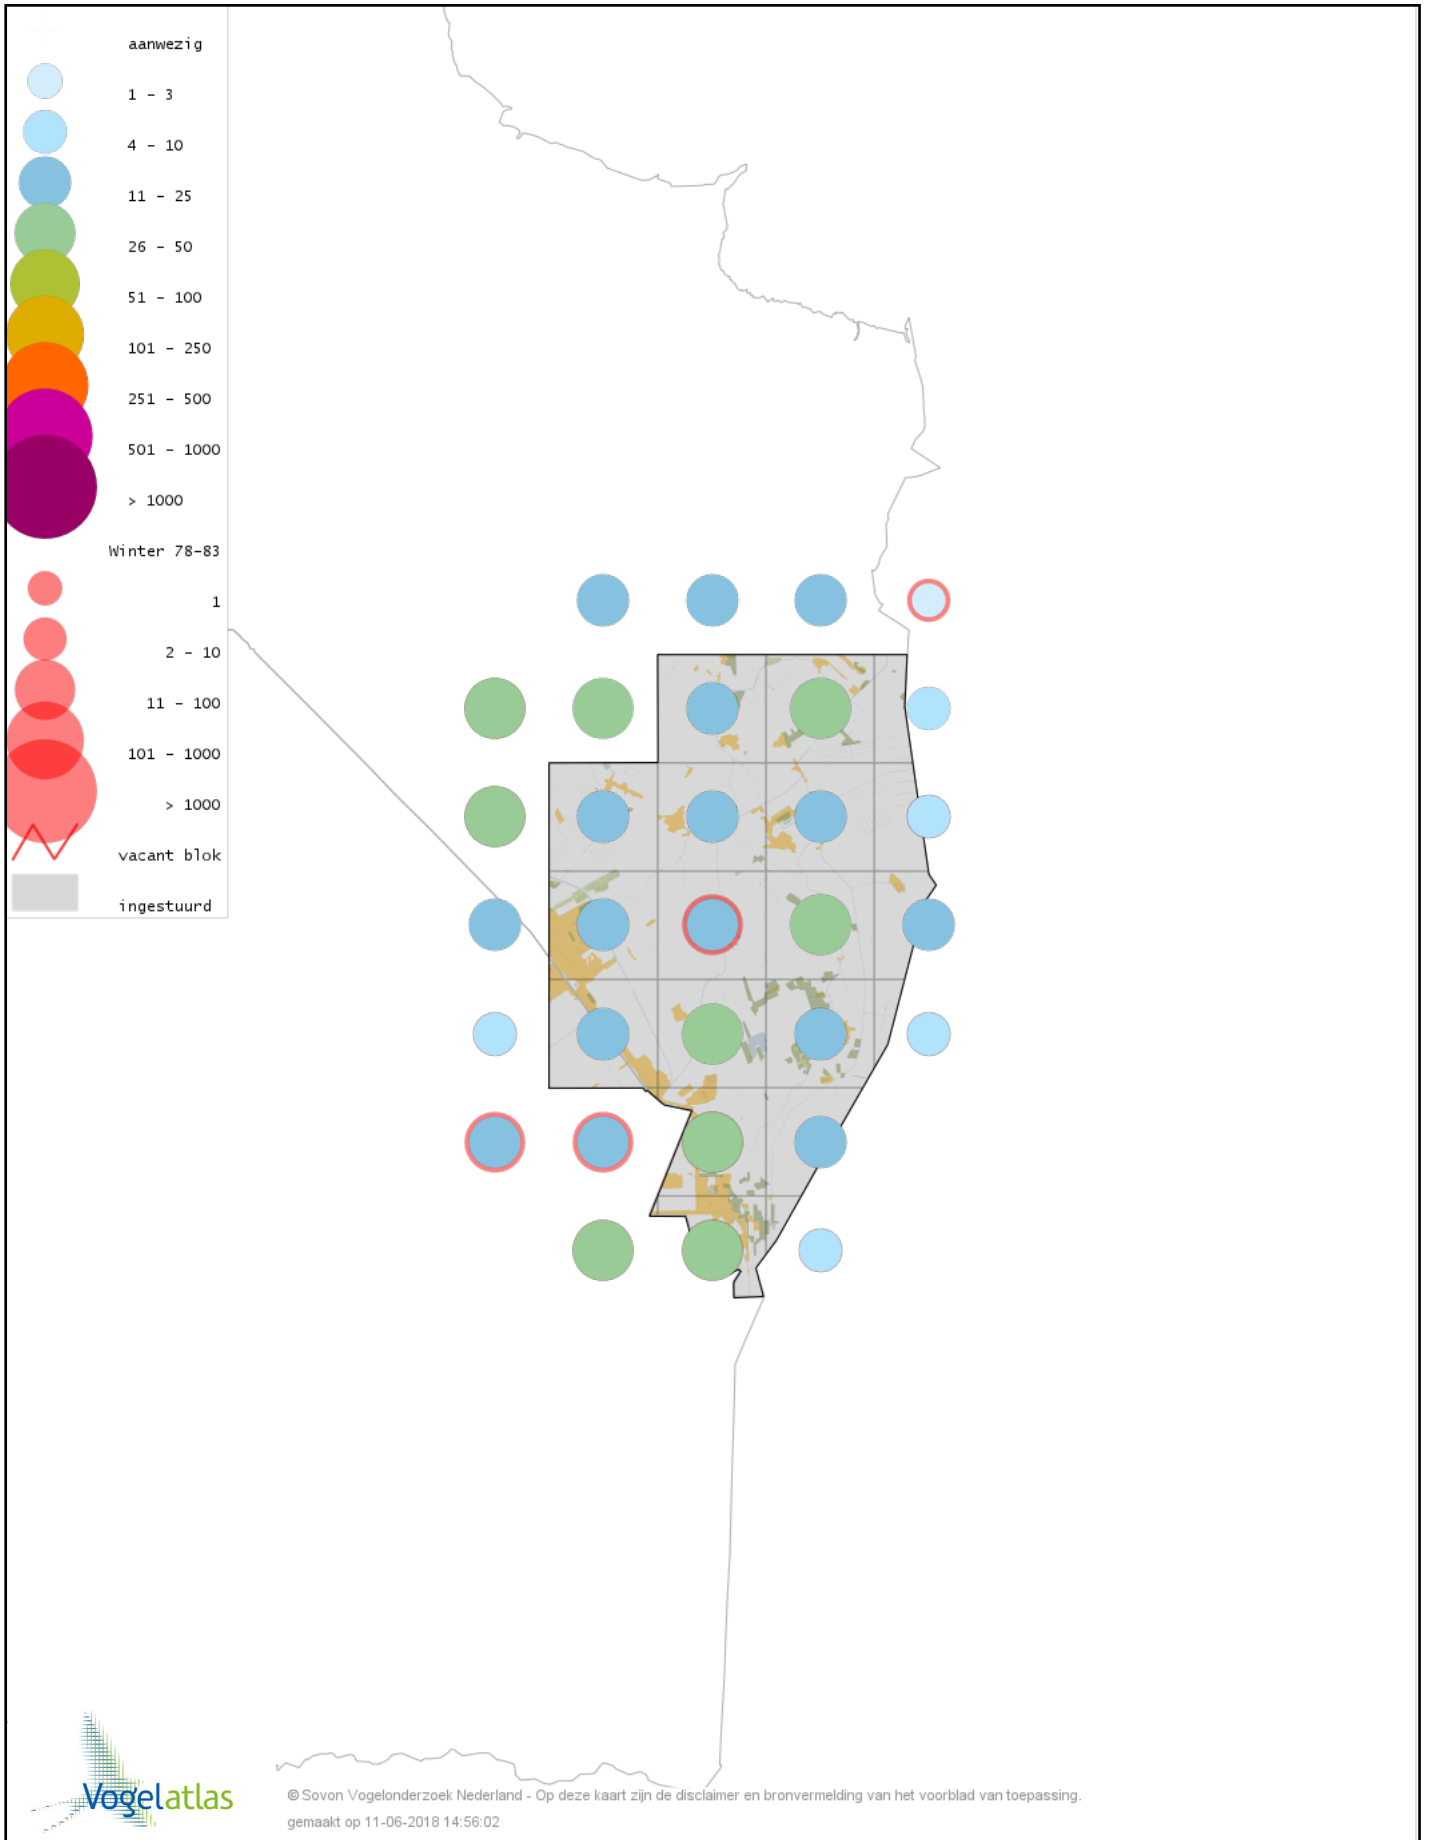 aanwezig
1 - 3
4 - 10
11 - 25
26 - 50
51 - 100
101 - 250
251 - 500
501 - 1000
> 1000
Winter 78-83
1
2 - 10
11 - 100
101 - 1000
> 1000
vacant blok
ingestuurd
Vogelatlas
© Sovon Vogelonderzoek Nederland - Op deze kaart zijn de disclaimer en bronvermelding van het voorblad van toepassing.
gemaakt op 11-06-2018 14:56:02